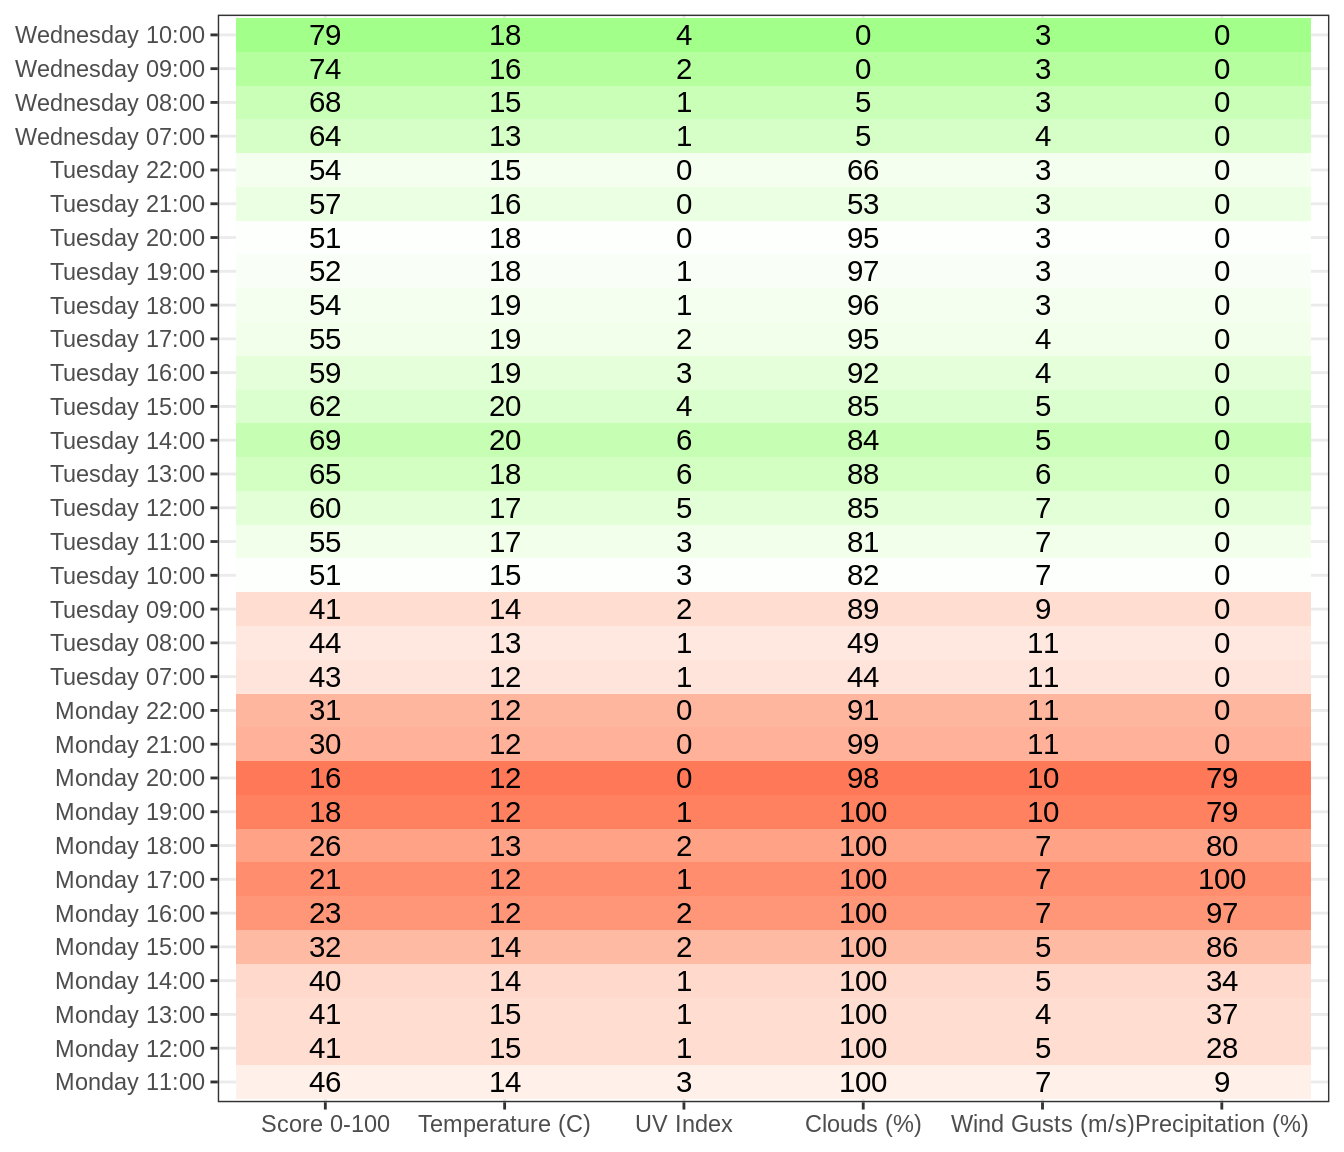 Wednesday 10:00 79 18 4 0 3 0
Wednesday 09:00 74 16 2 0 3 0
Wednesday 08:00 68 15 1 5 3 0
Wednesday 07:00 64 13 1 5 4 0
Tuesday 22:00 54 15 0 66 3 0
Tuesday 21:00 57 16 0 53 3 0
Tuesday 20:00 51 18 0 95 3 0
Tuesday 19:00 52 18 1 97 3 0
Tuesday 18:00 54 19 1 96 3 0
Tuesday 17:00 55 19 2 95 4 0
Tuesday 16:00 59 19 3 92 4 0
Tuesday 15:00 62 20 4 85 5 0
Tuesday 14:00 69 20 6 84 5 0
Tuesday 13:00 65 18 6 88 6 0
Tuesday 12:00 60 17 5 85 7 0
Tuesday 11:00 55 17 3 81 7 0
Tuesday 10:00 51 15 3 82 7 0
Tuesday 09:00 41 14 2 89 9 0
Tuesday 08:00 44 13 1 49 11 0
Tuesday 07:00 43 12 1 44 11 0
Monday 22:00 31 12 0 91 11 0
Monday 21:00 30 12 0 99 11 0
Monday 20:00 16 12 0 98 10 79
Monday 19:00 18 12 1 100 10 79
Monday 18:00 26 13 2 100 7 80
Monday 17:00 21 12 1 100 7 100
Monday 16:00 23 12 2 100 7 97
Monday 15:00 32 14 2 100 5 86
Monday 14:00 40 14 1 100 5 34
Monday 13:00 41 15 1 100 4 37
Monday 12:00 41 15 1 100 5 28
Monday 11:00 46 14 3 100 7 9
Score 0-100 Temperature (C) UV Index Clouds (%) Wind Gusts (m/s) Precipitation (%)